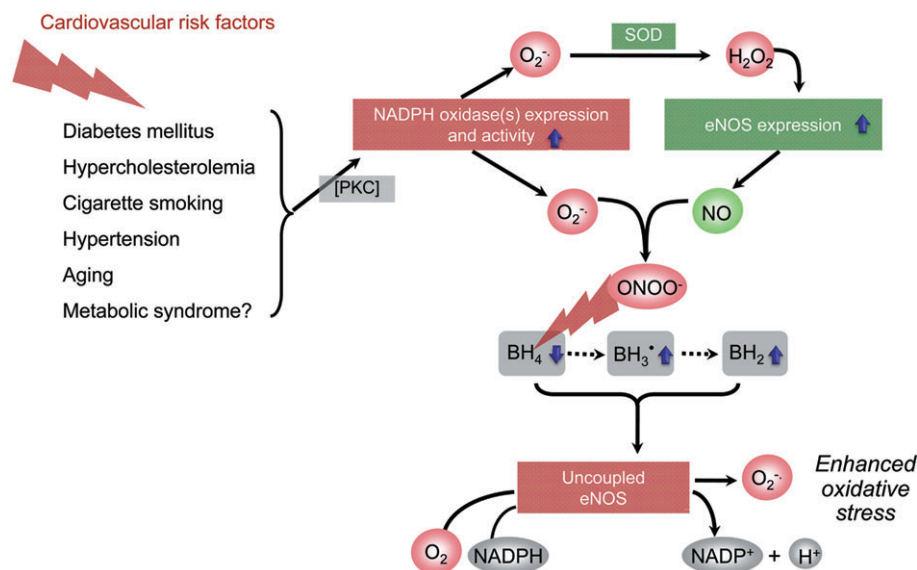 Cardiovascular risk factors
Diabetes mellitus
Hypercholesterolemia
Cigarette smoking
Hypertension
Aging
Metabolic syndrome?
[PKC]
NADPH oxidase(s) expression
and activity
O₂⁻·
SOD
H₂O₂
eNOS expression
O₂⁻·
NO
ONOO⁻
BH₄
BH₃•
BH₂
Uncoupled
eNOS
O₂⁻·
Enhanced
oxidative
stress
O₂
NADPH
NADP⁺ + H⁺